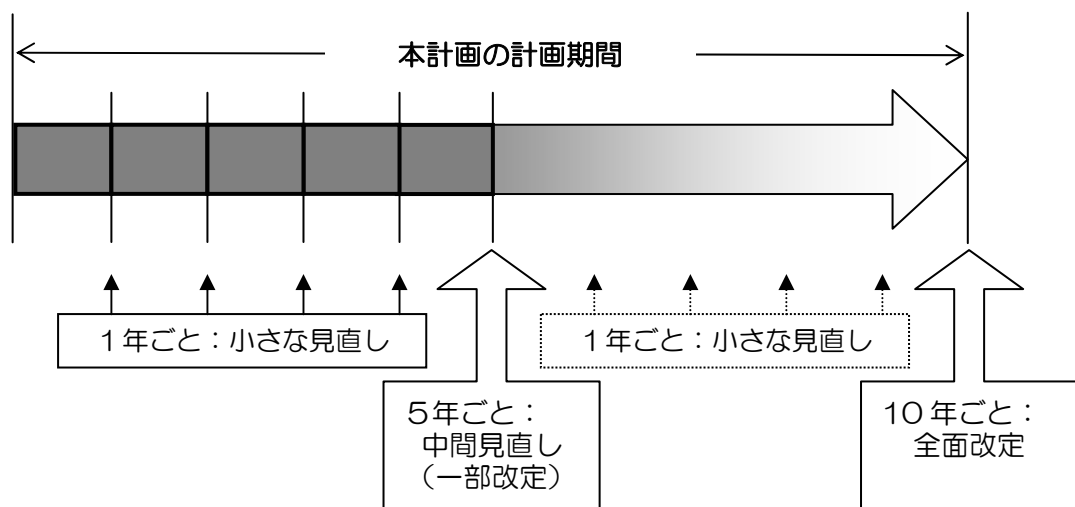 本計画の計画期間
１年ごと：小さな見直し
１年ごと：小さな見直し
５年ごと：
中間見直し
（一部改定）
10年ごと：
全面改定